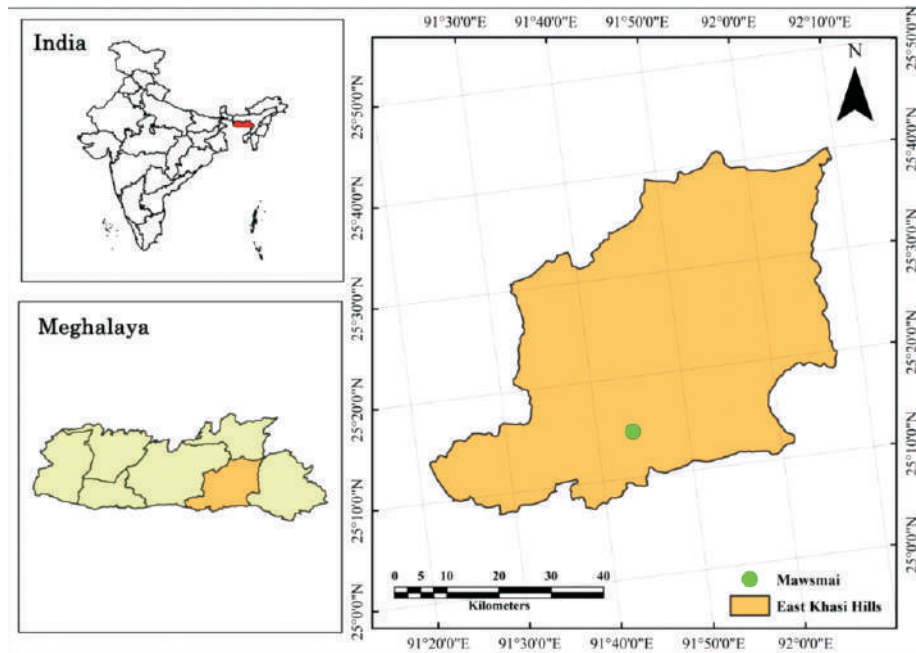 India
Meghalaya
91°30'0"E 91°40'0"E 91°50'0"E 92°0'0"E 92°10'0"E
N
25°50'0"N
25°40'0"N
25°30'0"N
25°20'0"N
25°10'0"N
25°0'0"N
25°50'0"N
25°40'0"N
25°30'0"N
25°20'0"N
25°10'0"N
25°0'0"N
0 5 10 20 30 40
Kilometers
Mawsmai
East Khasi Hills
91°20'0"E 91°30'0"E 91°40'0"E 91°50'0"E 92°0'0"E